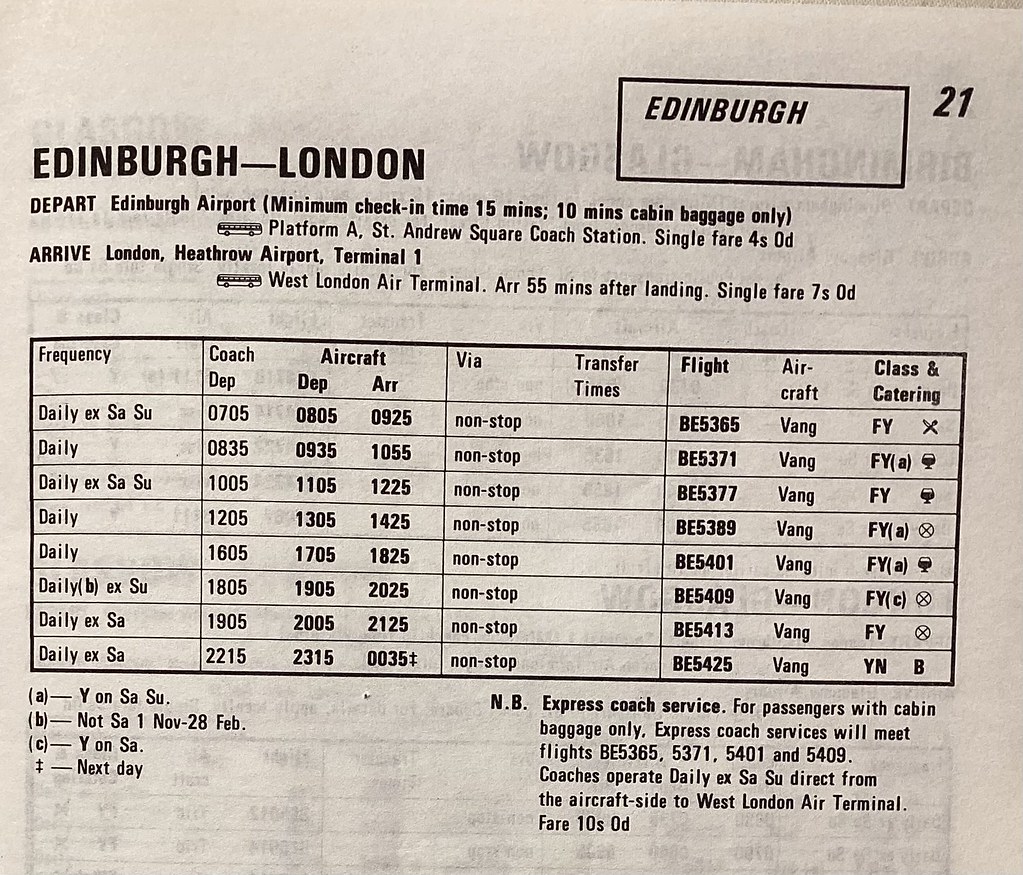 EDINBURGH 21
EDINBURGH—LONDON
DEPART Edinburgh Airport (Minimum check-in time 15 mins; 10 mins cabin baggage only)
Platform A, St. Andrew Square Coach Station. Single fare 4s 0d
ARRIVE London, Heathrow Airport, Terminal 1
West London Air Terminal. Arr 55 mins after landing. Single fare 7s 0d
Frequency Coach Aircraft Via Transfer Flight Air- Class &
Dep Dep Arr Times craft Catering
Daily ex Sa Su 0705 0805 0925 non-stop BE5365 Vang FY
Daily 0835 0935 1055 non-stop BE5371 Vang FY(a)
Daily ex Sa Su 1005 1105 1225 non-stop BE5377 Vang FY
Daily 1205 1305 1425 non-stop BE5389 Vang FY(a)
Daily 1605 1705 1825 non-stop BE5401 Vang FY(a)
Daily(b) ex Su 1805 1905 2025 non-stop BE5409 Vang FY(c)
Daily ex Sa 1905 2005 2125 non-stop BE5413 Vang FY
Daily ex Sa 2215 2315 0035‡ non-stop BE5425 Vang YN B
(a)— Y on Sa Su.
(b)— Not Sa 1 Nov-28 Feb.
(c)— Y on Sa.
‡ — Next day
N.B. Express coach service. For passengers with cabin
baggage only, Express coach services will meet
flights BE5365, 5371, 5401 and 5409.
Coaches operate Daily ex Sa Su direct from
the aircraft-side to West London Air Terminal.
Fare 10s 0d